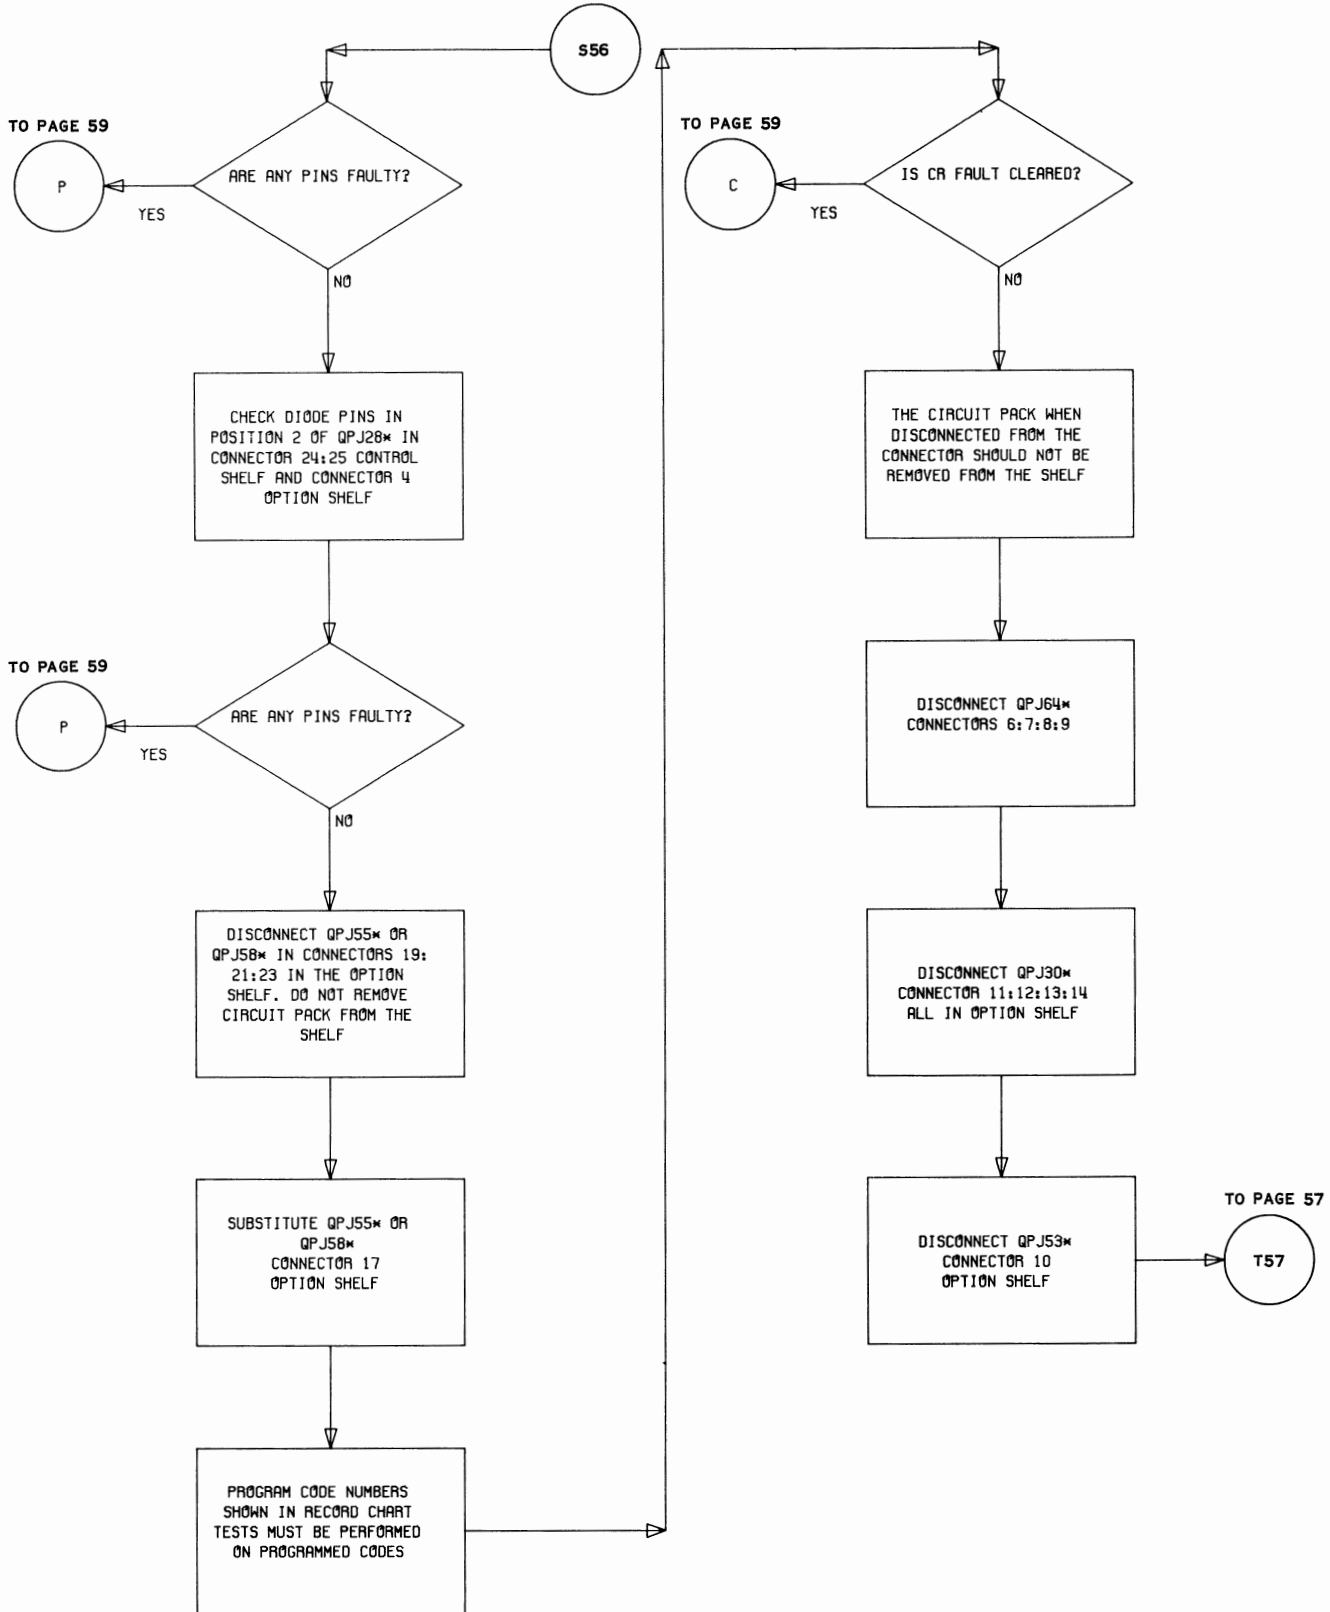 S56
TO PAGE 59
P
YES
ARE ANY PINS FAULTY?
NO
CHECK DIODE PINS IN
POSITION 2 OF QPJ28* IN
CONNECTOR 24:25 CONTROL
SHELF AND CONNECTOR 4
OPTION SHELF
TO PAGE 59
P
YES
ARE ANY PINS FAULTY?
NO
DISCONNECT QPJ55* OR
QPJ58* IN CONNECTORS 19:
21:23 IN THE OPTION
SHELF. DO NOT REMOVE
CIRCUIT PACK FROM THE
SHELF
SUBSTITUTE QPJ55* OR
QPJ58*
CONNECTOR 17
OPTION SHELF
PROGRAM CODE NUMBERS
SHOWN IN RECORD CHART
TESTS MUST BE PERFORMED
ON PROGRAMMED CODES
TO PAGE 59
C
YES
IS CR FAULT CLEARED?
NO
THE CIRCUIT PACK WHEN
DISCONNECTED FROM THE
CONNECTOR SHOULD NOT BE
REMOVED FROM THE SHELF
DISCONNECT QPJ64*
CONNECTORS 6:7:8:9
DISCONNECT QPJ30*
CONNECTOR 11:12:13:14
ALL IN OPTION SHELF
DISCONNECT QPJ53*
CONNECTOR 10
OPTION SHELF
TO PAGE 57
T57